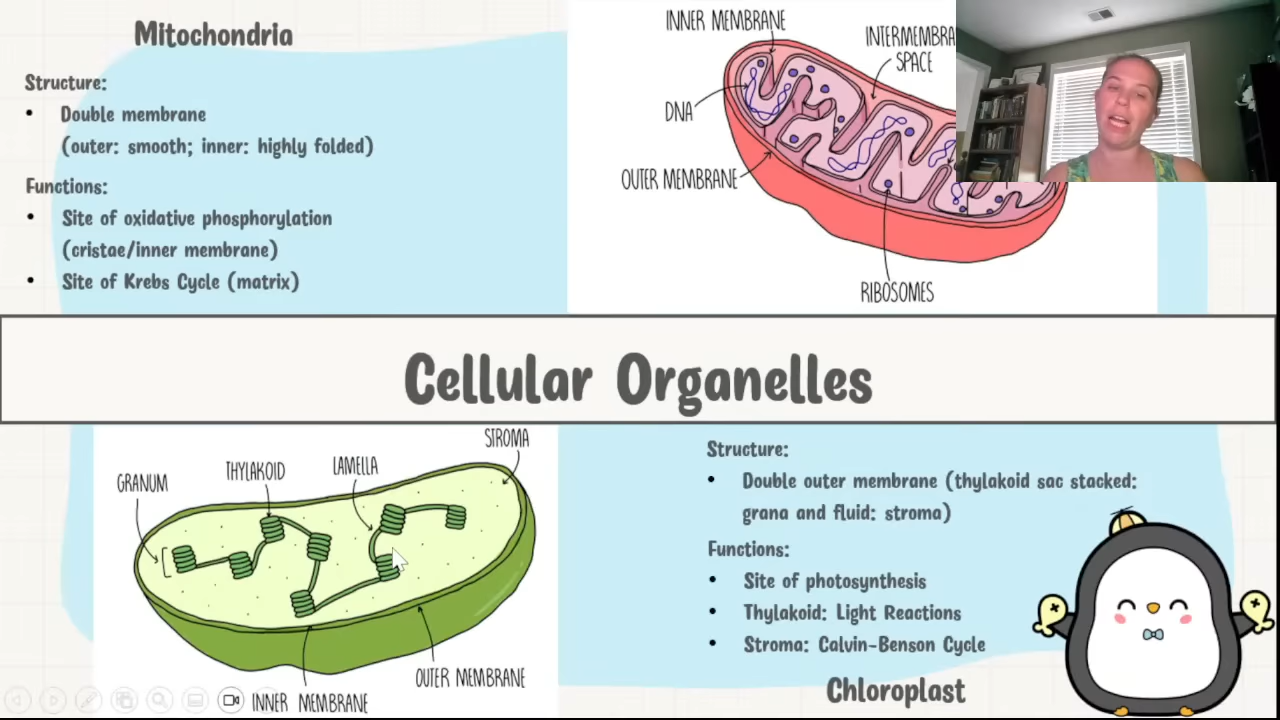 Mitochondria
Structure:
• Double membrane
(outer: smooth; inner: highly folded)
Functions:
• Site of oxidative phosphorylation
(cristae/inner membrane)
• Site of Krebs Cycle (matrix)
INNER MEMBRANE
INTERMEMBRA
SPACE
DNA
OUTER MEMBRANE
RIBOSOMES
Cellular Organelles
STROMA
GRANUM
THYLAKOID
LAMELLA
OUTER MEMBRANE
INNER MEMBRANE
Structure:
• Double outer membrane (thylakoid sac stacked:
grana and fluid: stroma)
Functions:
• Site of photosynthesis
• Thylakoid: Light Reactions
• Stroma: Calvin-Benson Cycle
Chloroplast